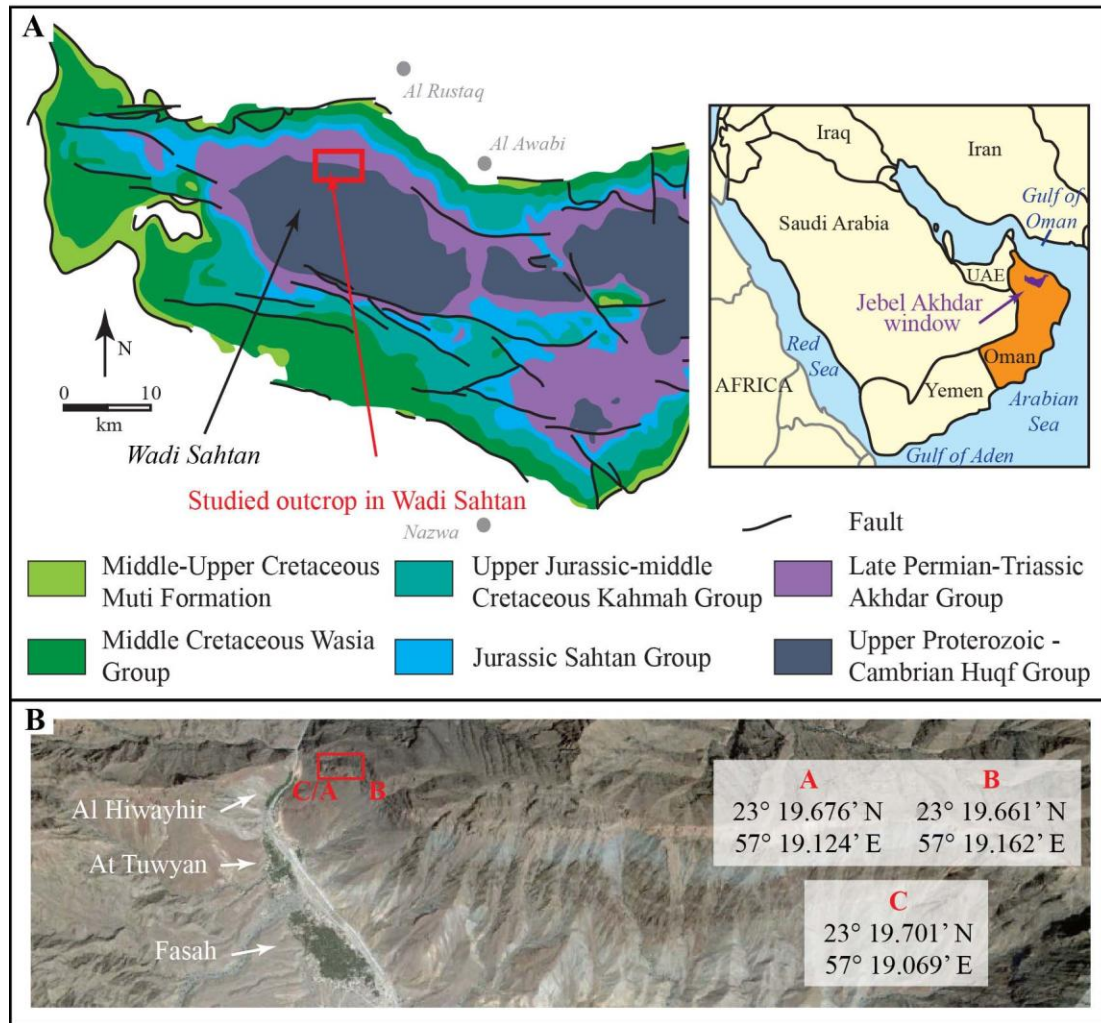 A
Al Rustaq
Al Awabi
N
0 10
km
Wadi Sahtan
Studied outcrop in Wadi Sahtan
Nazwa
Iraq
Iran
Gulf of
Oman
Saudi Arabia
UAE
Jebel Akhdar
window
Red
Sea
Oman
AFRICA
Yemen
Arabian
Sea
Gulf of Aden
Fault
Middle-Upper Cretaceous
Muti Formation
Upper Jurassic-middle
Cretaceous Kahmah Group
Late Permian-Triassic
Akhdar Group
Middle Cretaceous Wasia
Group
Jurassic Sahtan Group
Upper Proterozoic -
Cambrian Huqf Group
B
C/A B
Al Hiwayhir
At Tuwyan
Fasah
A
23° 19.676’ N
57° 19.124’ E
B
23° 19.661’ N
57° 19.162’ E
C
23° 19.701’ N
57° 19.069’ E